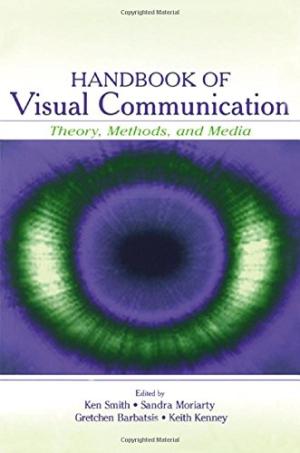 Copyrighted Material
HANDBOOK OF
Visual Communication
Theory, Methods, and Media
Edited by
Ken Smith • Sandra Moriarty
Gretchen Barbatsis • Keith Kenney
Copyrighted Material